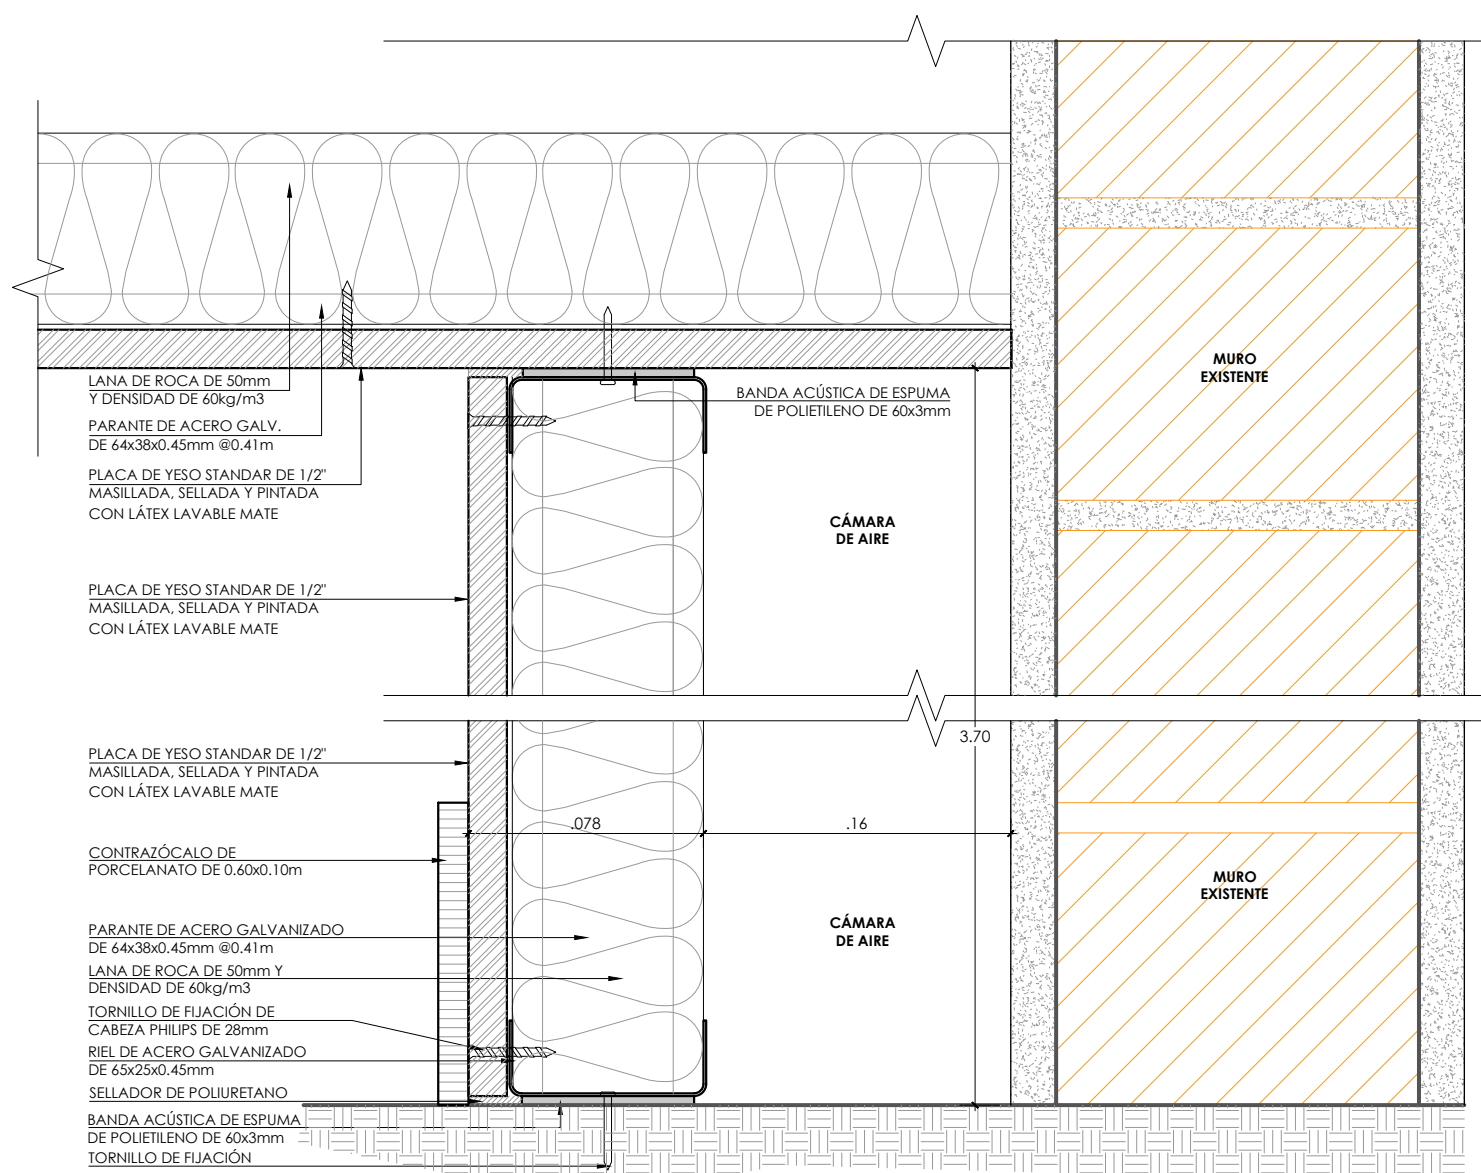 LANA DE ROCA DE 50mm
Y DENSIDAD DE 60kg/m3
PARANTE DE ACERO GALV.
DE 64x38x0.45mm @0.41m
PLACA DE YESO STANDAR DE 1/2"
MASILLADA, SELLADA Y PINTADA
CON LÁTEX LAVABLE MATE
PLACA DE YESO STANDAR DE 1/2"
MASILLADA, SELLADA Y PINTADA
CON LÁTEX LAVABLE MATE
PLACA DE YESO STANDAR DE 1/2"
MASILLADA, SELLADA Y PINTADA
CON LÁTEX LAVABLE MATE
CONTRAZÓCALO DE
PORCELANATO DE 0.60x0.10m
PARANTE DE ACERO GALVANIZADO
DE 64x38x0.45mm @0.41m
LANA DE ROCA DE 50mm Y
DENSIDAD DE 60kg/m3
TORNILLO DE FIJACIÓN DE
CABEZA PHILIPS DE 28mm
RIEL DE ACERO GALVANIZADO
DE 65x25x0.45mm
SELLADOR DE POLIURETANO
BANDA ACÚSTICA DE ESPUMA
DE POLIETILENO DE 60x3mm
TORNILLO DE FIJACIÓN
BANDA ACÚSTICA DE ESPUMA
DE POLIETILENO DE 60x3mm
CÁMARA
DE AIRE
3.70
.078
.16
CÁMARA
DE AIRE
MURO
EXISTENTE
MURO
EXISTENTE